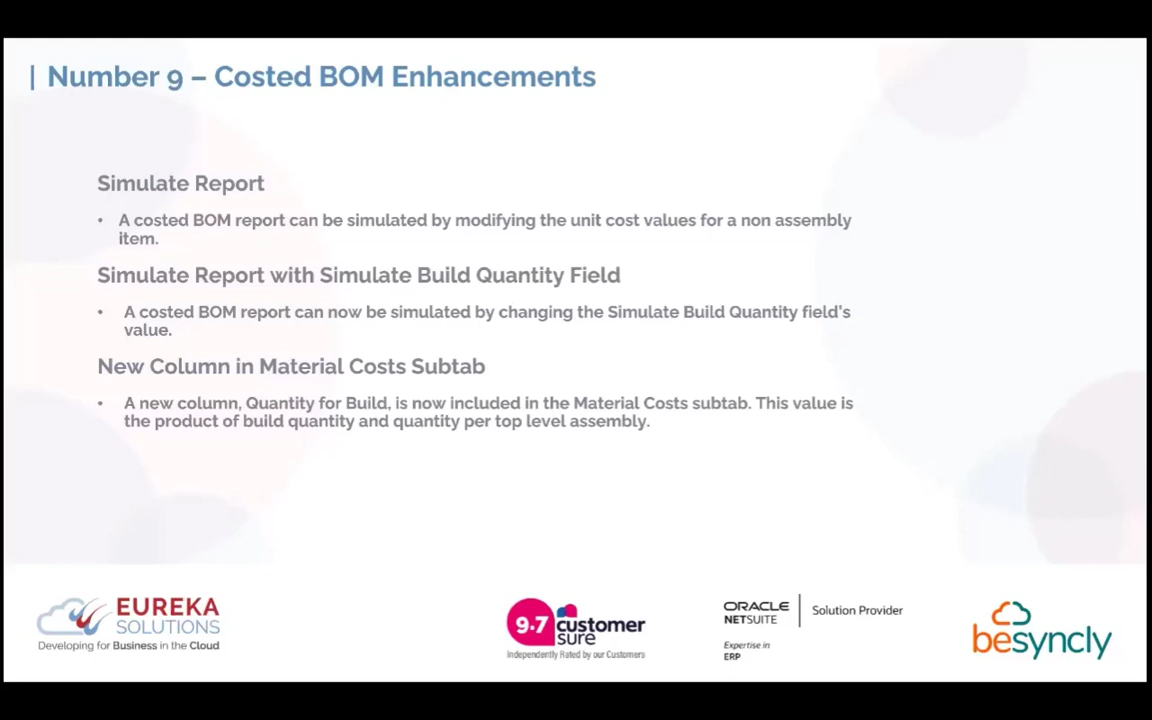 | Number 9 – Costed BOM Enhancements
Simulate Report
• A costed BOM report can be simulated by modifying the unit cost values for a non assembly
item.
Simulate Report with Simulate Build Quantity Field
• A costed BOM report can now be simulated by changing the Simulate Build Quantity field's
value.
New Column in Material Costs Subtab
• A new column, Quantity for Build, is now included in the Material Costs subtab. This value is
the product of build quantity and quantity per top level assembly.
EUREKA
SOLUTIONS
Developing for Business in the Cloud
9.7 customer
sure
Independently Rated by our Customers
ORACLE
NETSUITE
Solution Provider
Expertise in
ERP
besyncly